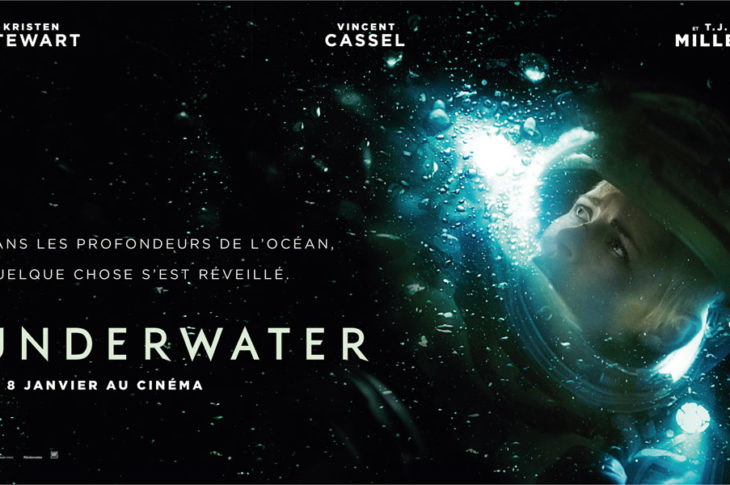 KRISTEN
TEWART
VINCENT
CASSEL
ET T.J.
MILLE
ANS LES PROFONDEURS DE L'OCÉAN,
UELQUE CHOSE S'EST RÉVEILLÉ.
UNDERWATER
8 JANVIER AU CINÉMA